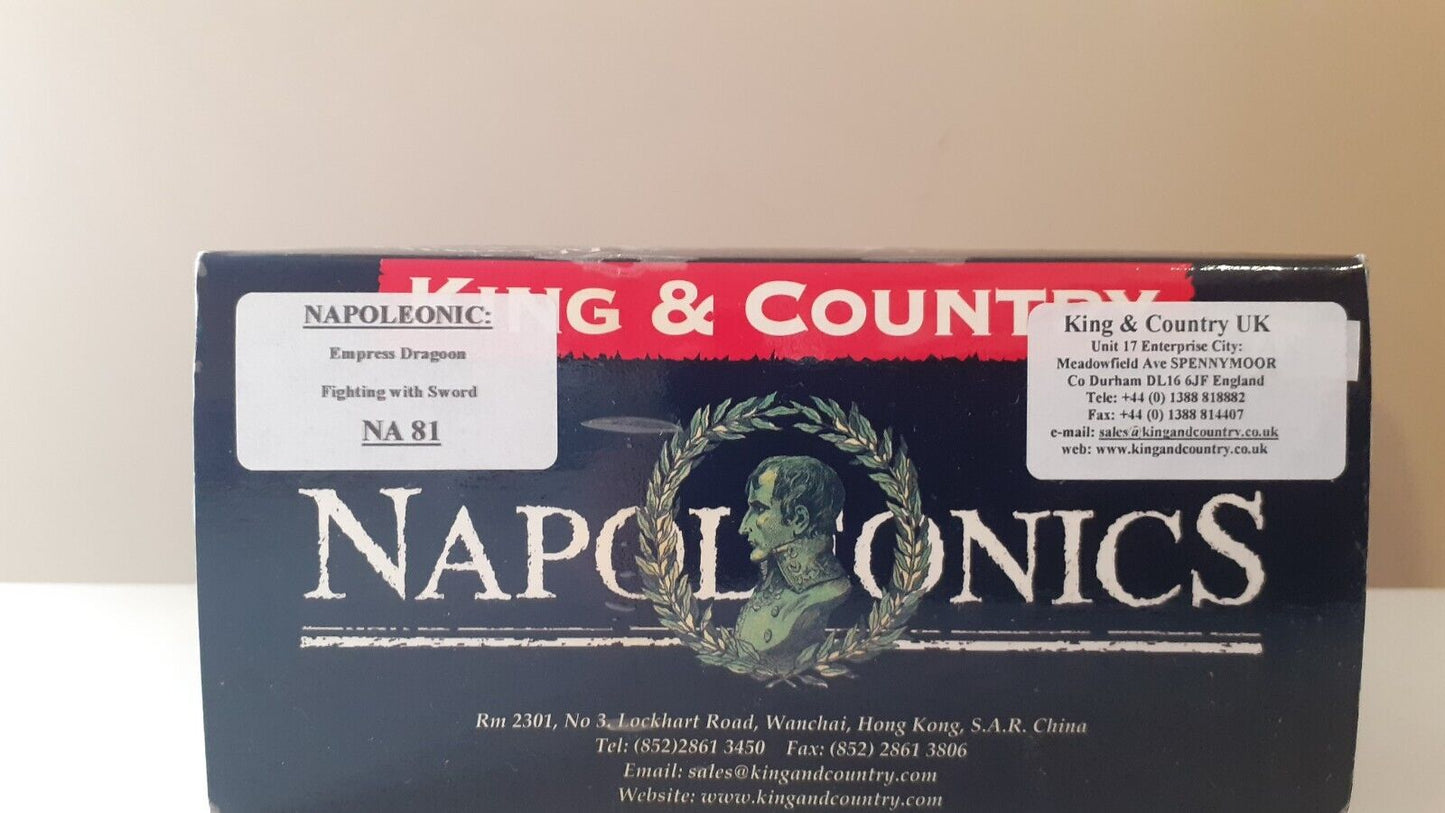 KING & COUNTRY
NAPOLEONIC:
Empress Dragoon
Fighting with Sword
NA 81
King & Country UK
Unit 17 Enterprise City:
Meadowfield Ave SPENNYMOOR
Co Durham DL16 6JF England
Tele: +44 (0) 1388 818882
Fax: +44 (0) 1388 814407
e-mail: sales@kingandcountry.co.uk
web: www.kingandcountry.co.uk
NAPOLEONICS
Rm 2301, No 3, Lockhart Road, Wanchai, Hong Kong, S.A.R. China
Tel: (852)2861 3450 Fax: (852) 2861 3806
Email: sales@kingandcountry.com
Website: www.kingandcountry.com